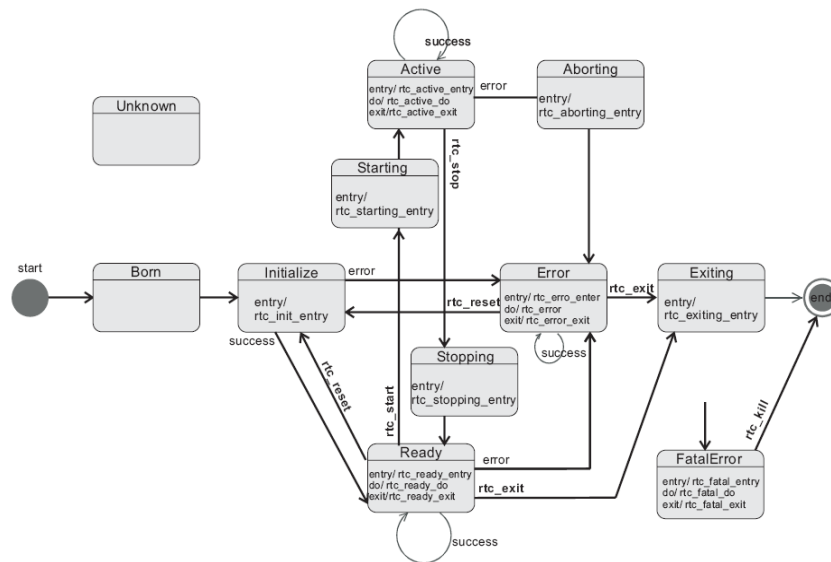 success
Active
entry/ rtc_active_entry
do/ rtc_active_do
exit/rtc_active_exit
error
Aborting
entry/
rtc_aborting_entry
Unknown
rtc_stop
Starting
entry/
rtc_starting_entry
start
Born
Initialize
entry/
rtc_init_entry
success
error
rtc_reset
Error
entry/ rtc_erro_enter
do/ rtc_error
exit/ rtc_error_exit
success
rtc_exit
Exiting
entry/
rtc_exiting_entry
end
rtc_reset
rtc_start
Stopping
entry/
rtc_stopping_entry
Ready
entry/ rtc_ready_entry
do/ rtc_ready_do
exit/rtc_ready_exit
error
rtc_exit
success
rtc_kill
FatalError
entry/ rtc_fatal_entry
do/ rtc_fatal_do
exit/ rtc_fatal_exit